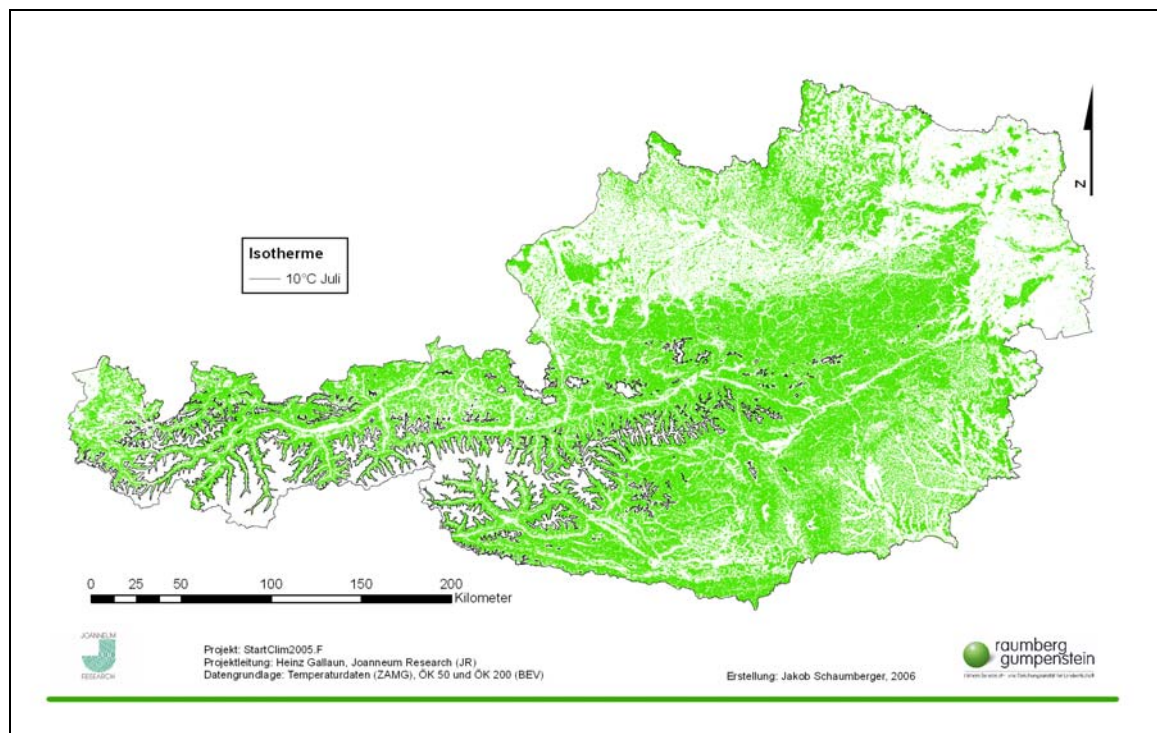 Isotherme
10°C Juli
N
0 25 50 100 150 200
Kilometer
JOANNEUM
RESEARCH
Projekt: StartClim2005.F
Projektleitung: Heinz Gallaun, Joanneum Research (JR)
Datengrundlage: Temperaturdaten (ZAMG), ÖK 50 und ÖK 200 (BEV)
Erstellung: Jakob Schaumberger, 2006
raumberg
gumpenstein